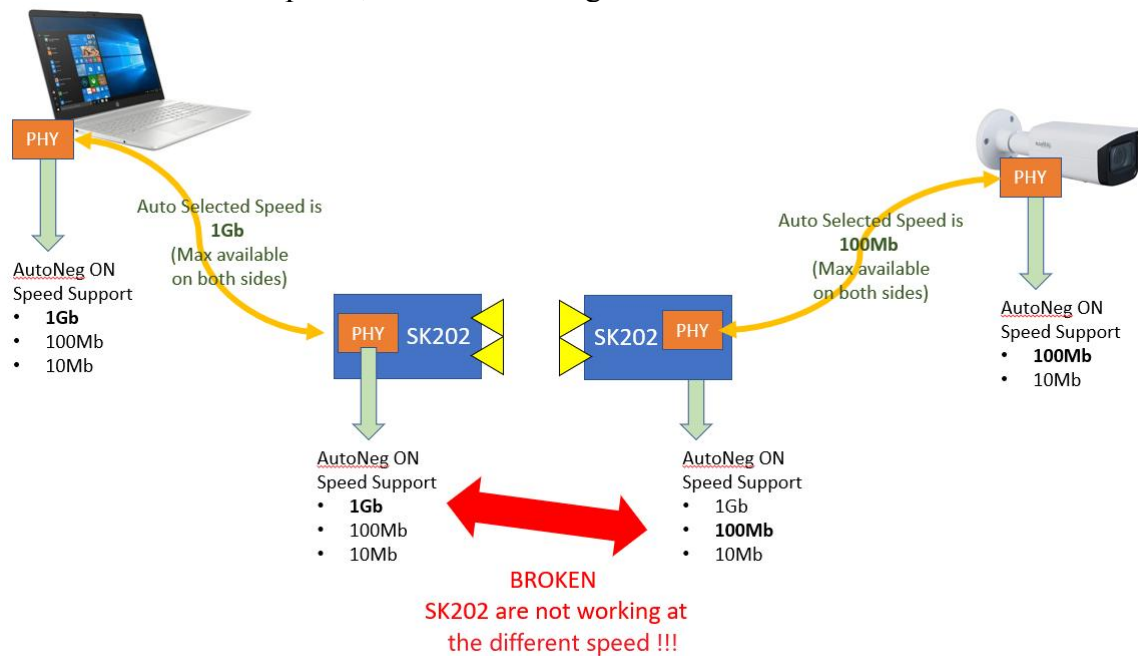 PHY
Auto Selected Speed is
1Gb
(Max available
on both sides)
AutoNeg ON
Speed Support
• 1Gb
• 100Mb
• 10Mb
PHY
SK202
AutoNeg ON
Speed Support
• 1Gb
• 100Mb
• 10Mb
SK202
PHY
AutoNeg ON
Speed Support
• 1Gb
• 100Mb
• 10Mb
Auto Selected Speed is
100Mb
(Max available
on both sides)
PHY
AutoNeg ON
Speed Support
• 100Mb
• 10Mb
BROKEN
SK202 are not working at
the different speed !!!